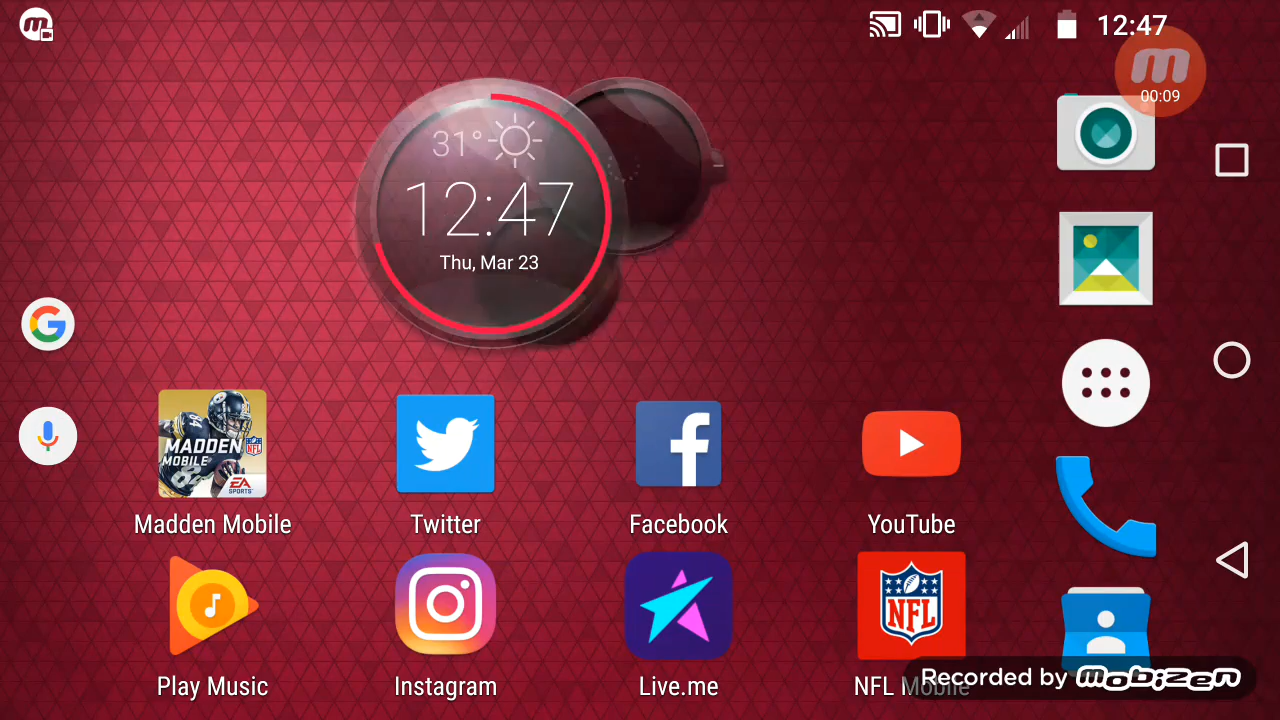 12:47
00:09
31°
12:47
Thu, Mar 23
84
MADDEN
NFL
MOBILE
EA
SPORTS
Madden Mobile
Twitter
Facebook
YouTube
NFL
Play Music
Instagram
Live.me
NFL Mobile
Recorded by mobizen